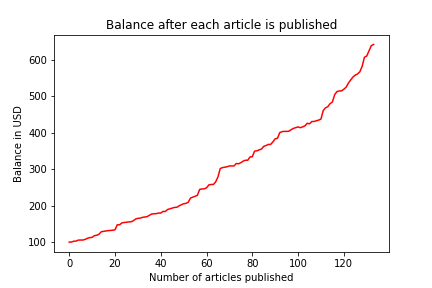 Balance after each article is published
600
500
400
300
200
100
Balance in USD
0 20 40 60 80 100 120
Number of articles published